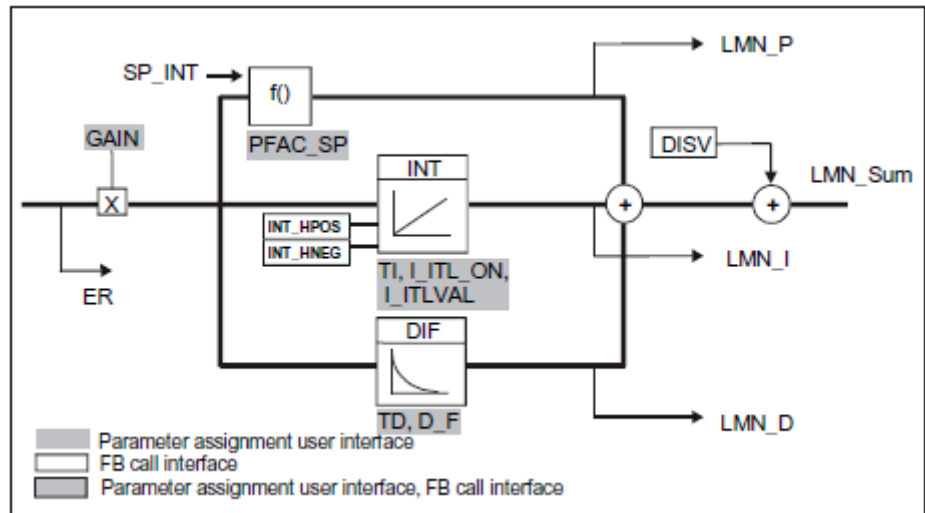 LMN_P
SP_INT
f()
PFAC_SP
GAIN
X
INT
INT_HPOS
INT_HNEG
TI, I_ITL_ON,
I_ITLVAL
DISV
LMN_Sum
+
+
LMN_I
ER
DIF
TD, D_F
LMN_D
Parameter assignment user interface
FB call interface
Parameter assignment user interface, FB call interface